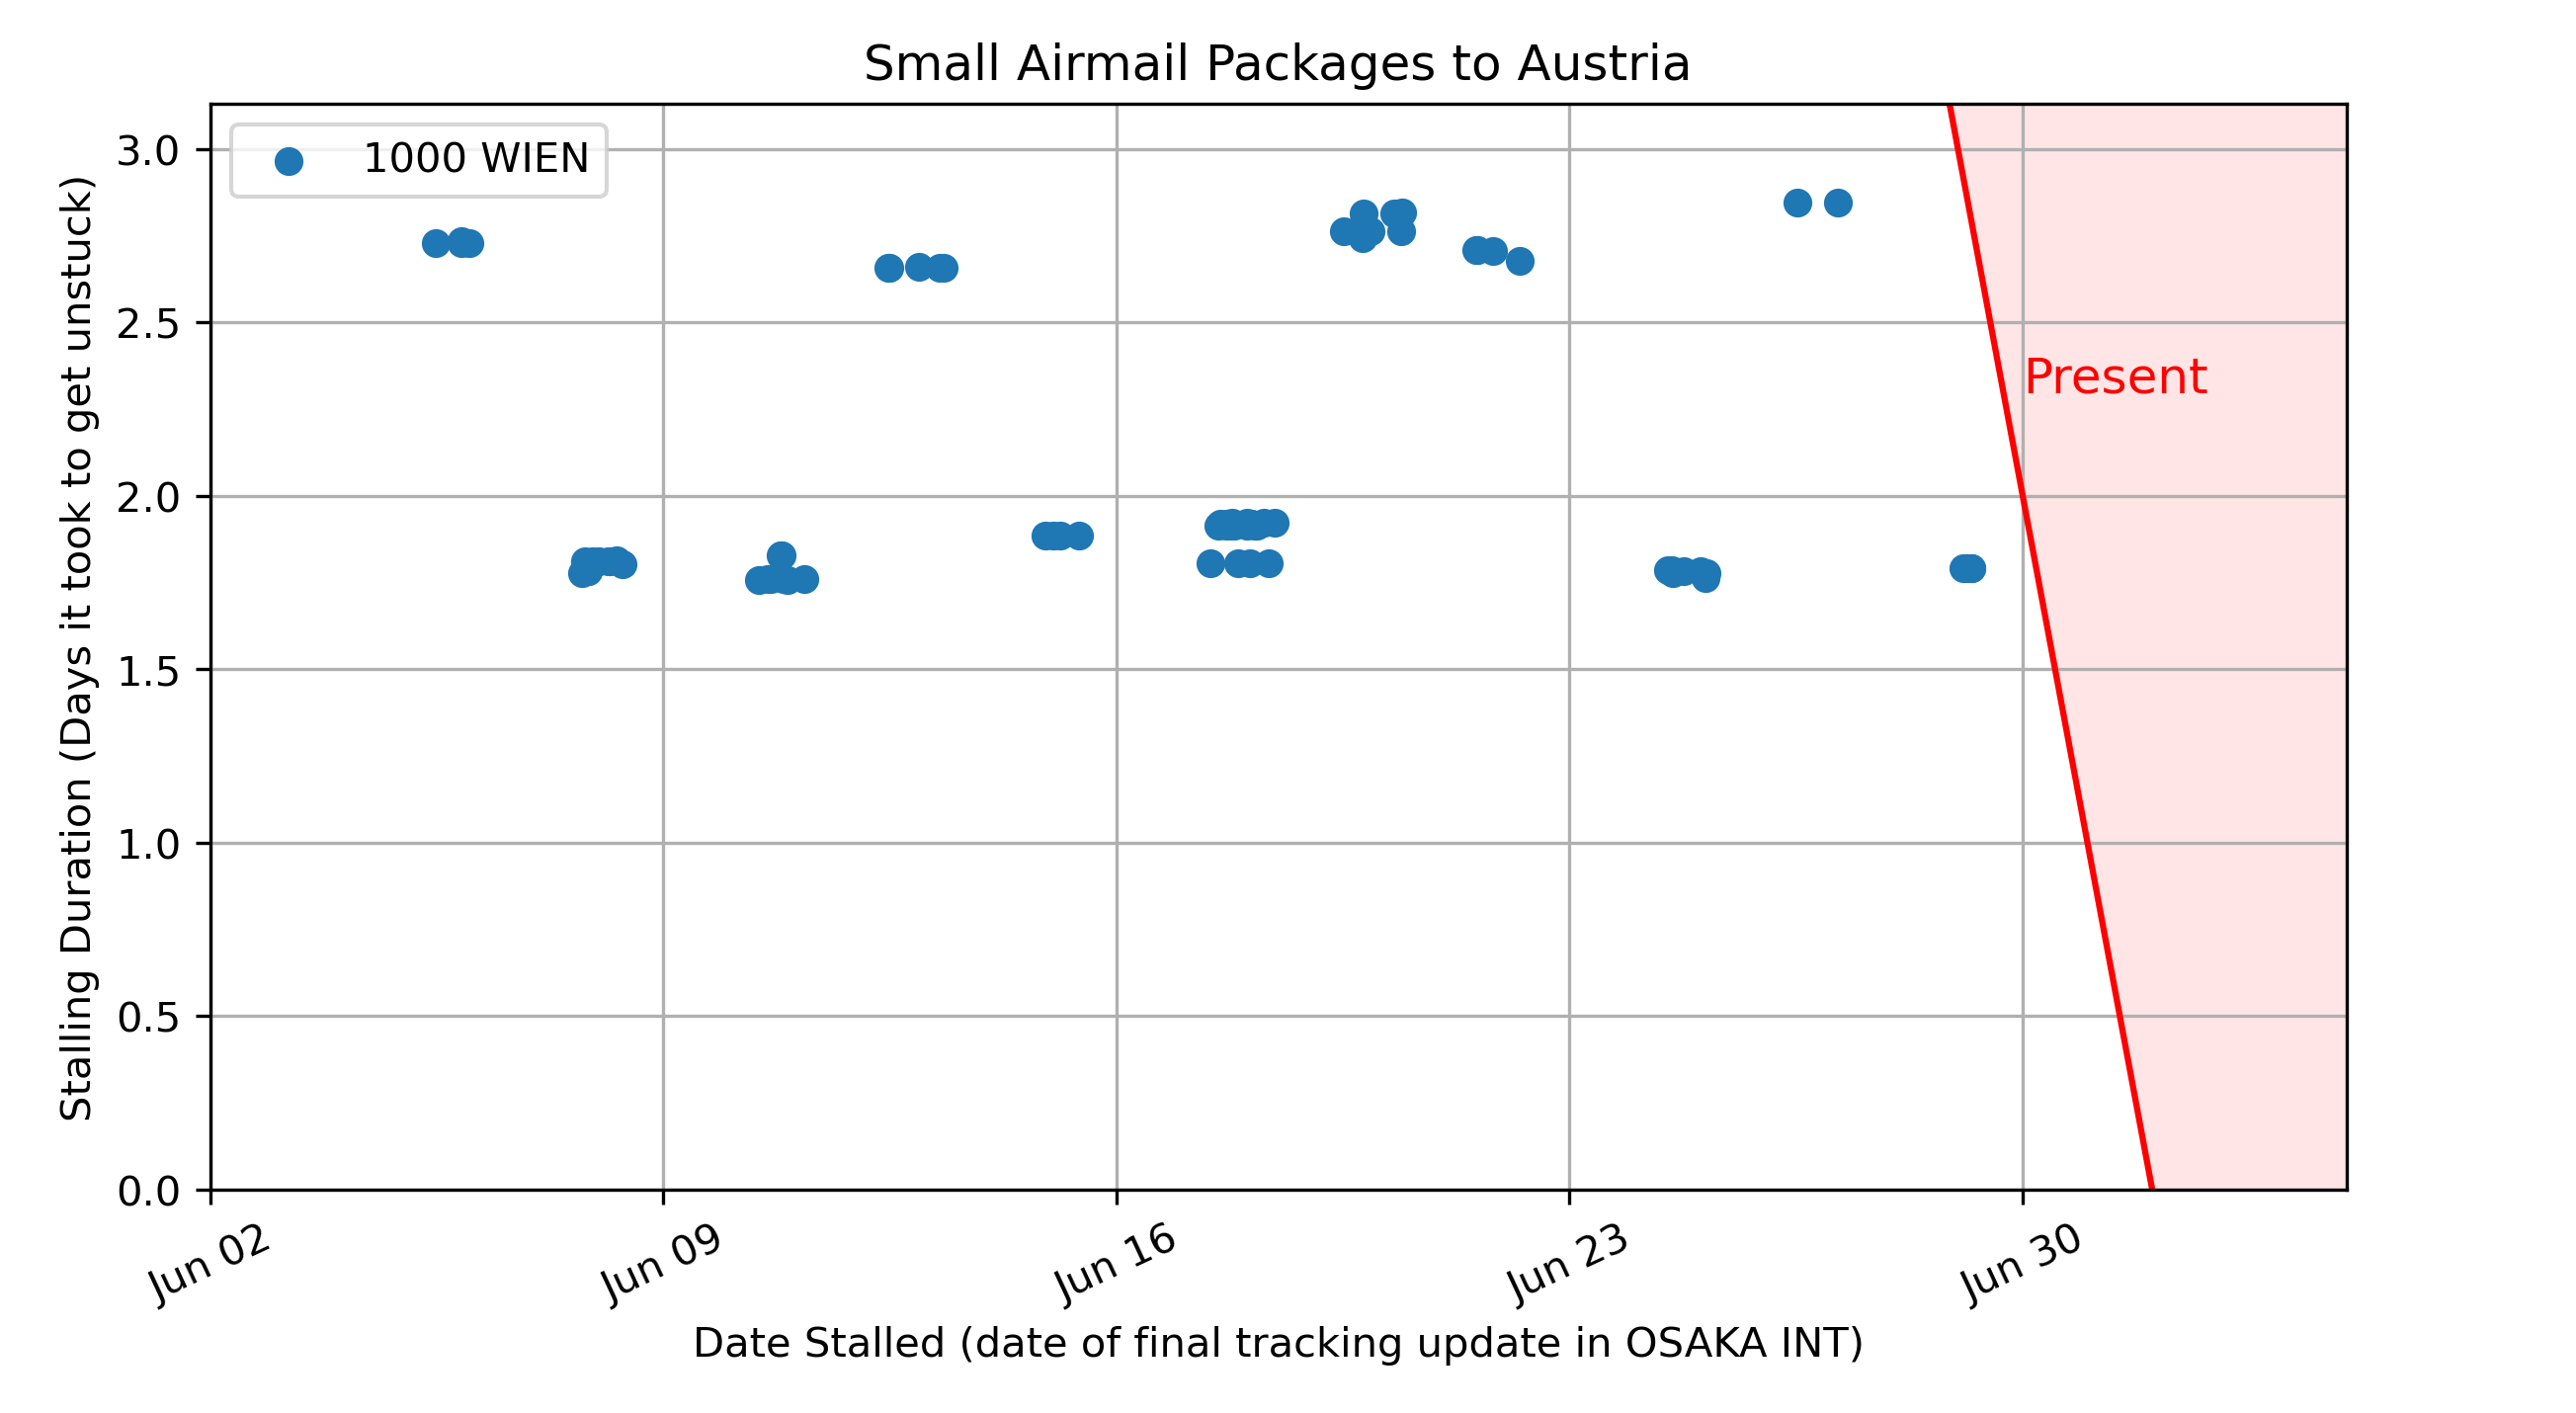 Small Airmail Packages to Austria
1000 WIEN
Present
Stalling Duration (Days it took to get unstuck)
3.0
2.5
2.0
1.5
1.0
0.5
0.0
Jun 02
Jun 09
Jun 16
Jun 23
Jun 30
Date Stalled (date of final tracking update in OSAKA INT)